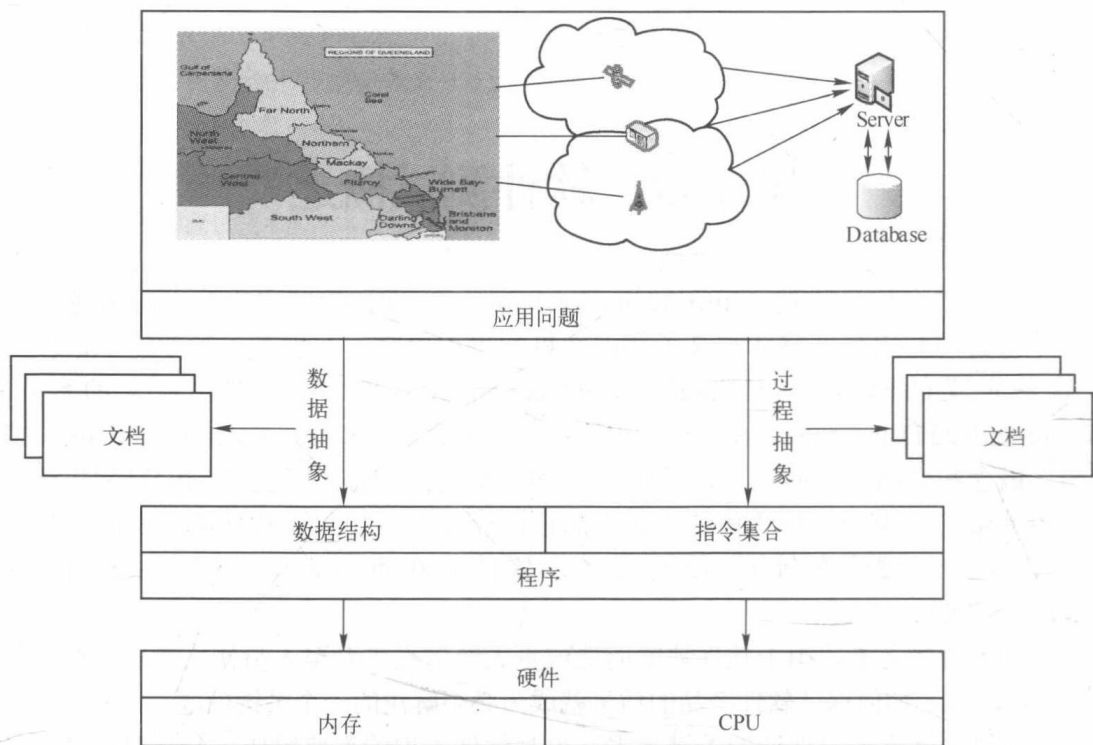 REGIONS OF QUEENSLAND
Gulf of
Carpentaria
Coral
Sea
Far North
North
West
Northern
Mackay
Central
West
Fitzroy
Wide Bay-
Burnett
South West
Darling
Downs
Brisbane
and
Moreton
Server
Database
应用问题
数据抽象
过程抽象
文档
文档
数据结构
指令集合
程序
硬件
内存
CPU